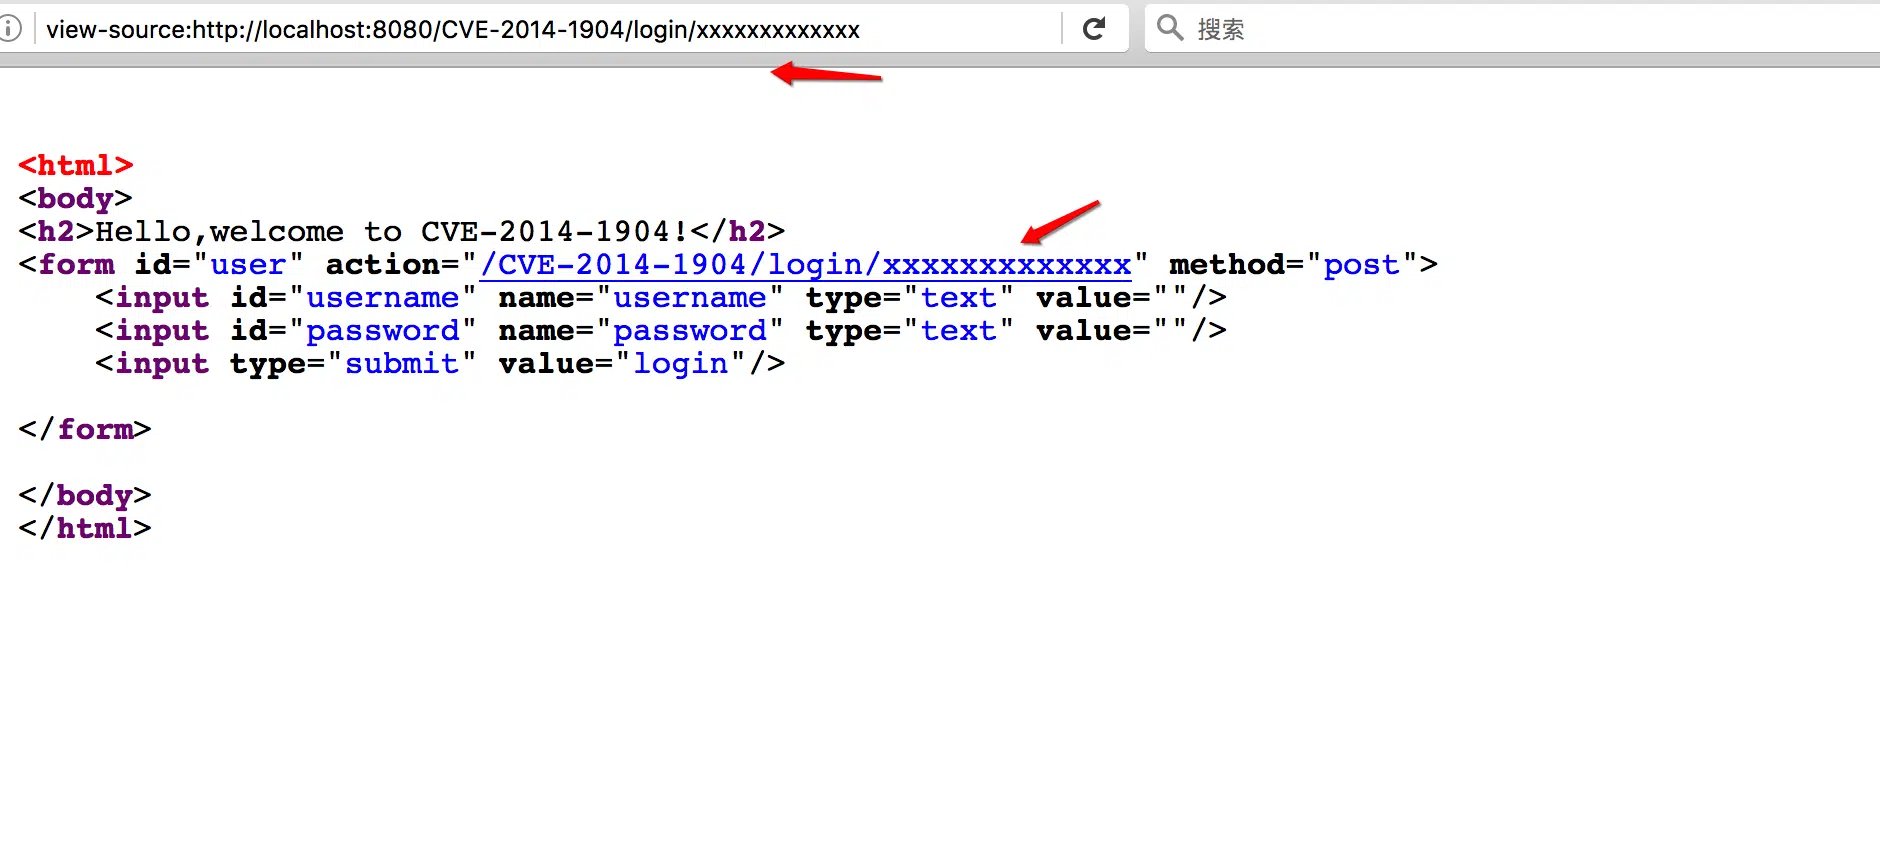 view-source:http://localhost:8080/CVE-2014-1904/login/xxxxxxxxxxxxx
搜索
<html>
<body>
<h2>Hello,welcome to CVE-2014-1904!</h2>
<form id="user" action="/CVE-2014-1904/login/xxxxxxxxxxxxx" method="post">
    <input id="username" name="username" type="text" value=""/>
    <input id="password" name="password" type="text" value=""/>
    <input type="submit" value="login"/>
</form>
</body>
</html>